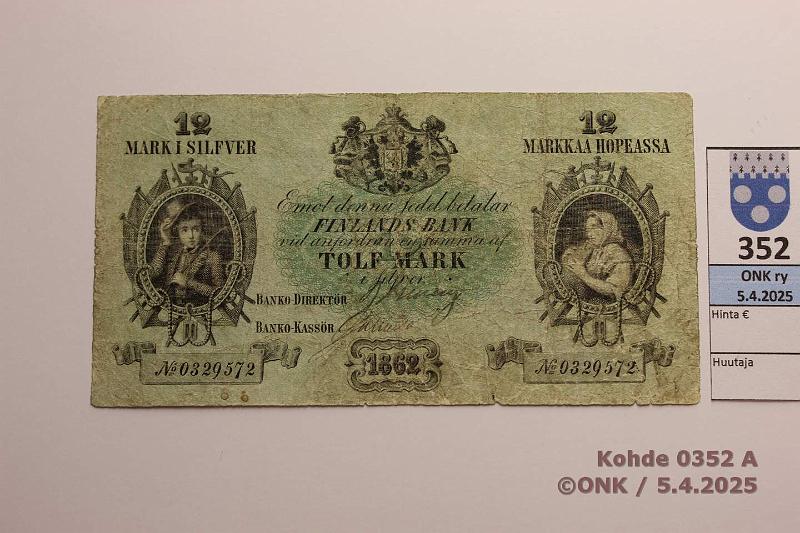 12
MARK I SILFVER
12
MARKKAA HOPEASSA
Emot denna sedel betalar
FINLANDS BANK
vid anfordran en summa af
TOLF MARK
i silfver
BANKO-DIREKTÖR
BANKO-KASSÖR
№0329572
1862
№0329572
352
ONK ry
5.4.2025
Hinta €
Huutaja
Kohde 0352 A
©ONK / 5.4.2025